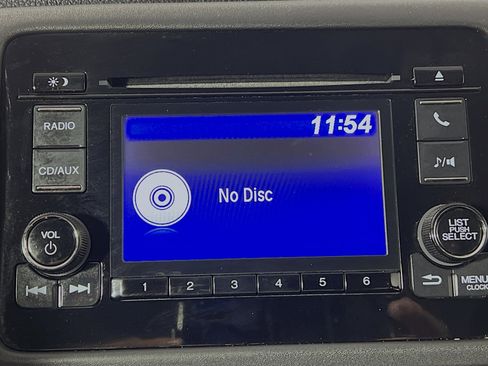 11:54
RADIO
CD/AUX
No Disc
VOL
LIST
PUSH
SELECT
MENU
CLOCK
1 2 3 4 5 6